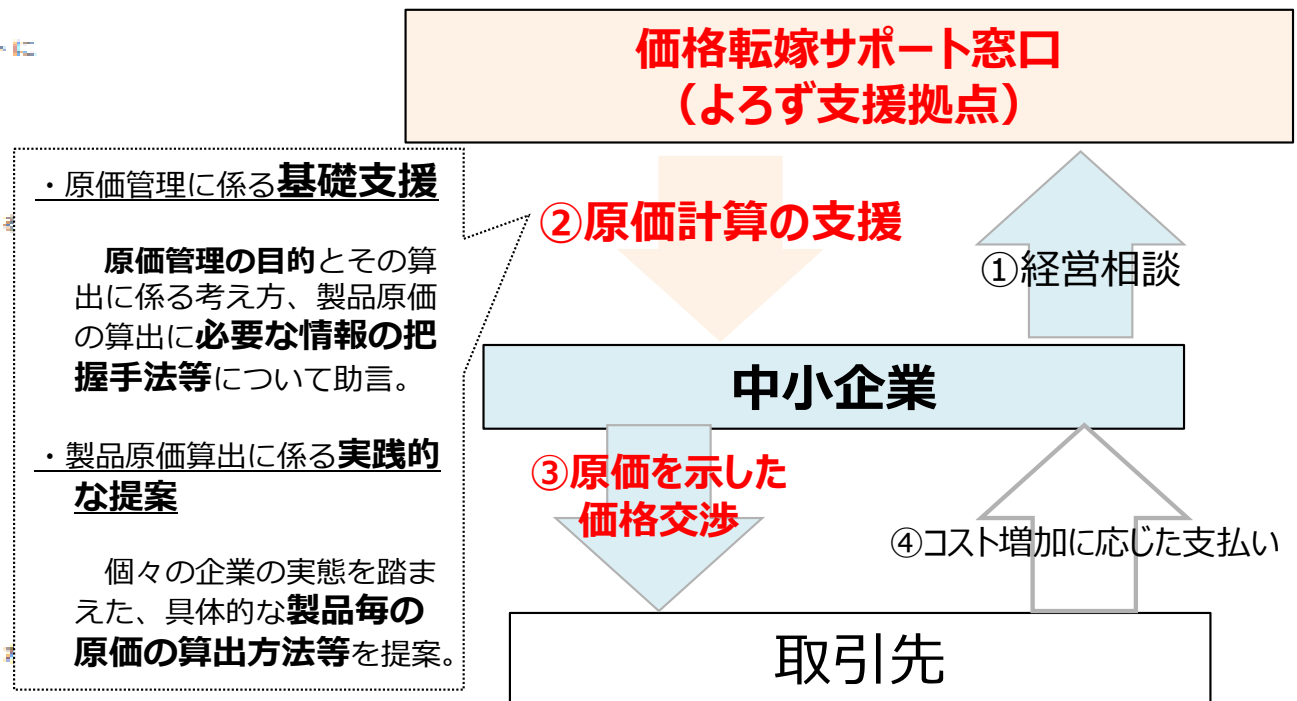 価格転嫁サポート窓口
（よろず支援拠点）
・原価管理に係る基礎支援
原価管理の目的とその算
出に係る考え方、製品原価
の算出に必要な情報の把
握手法等について助言。
・製品原価算出に係る実践的
な提案
個々の企業の実態を踏ま
えた、具体的な製品毎の
原価の算出方法等を提案。
②原価計算の支援
①経営相談
中小企業
③原価を示した
価格交渉
④コスト増加に応じた支払い
取引先